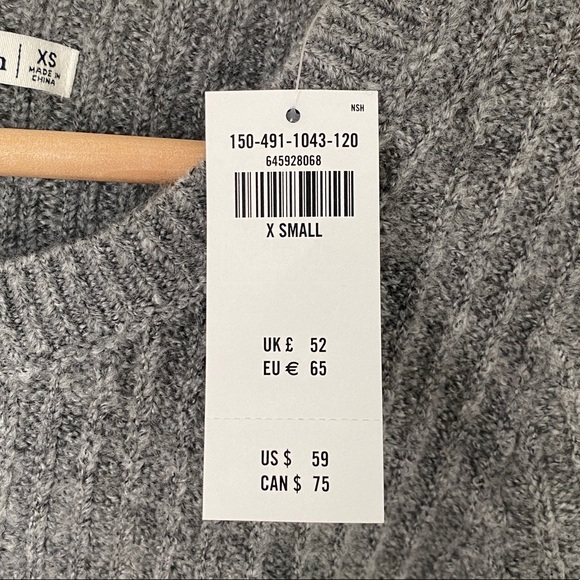 XS
MADE IN
CHINA
NSH
150-491-1043-120
645928068
X SMALL
UK £ 52
EU € 65
US $ 59
CAN $ 75